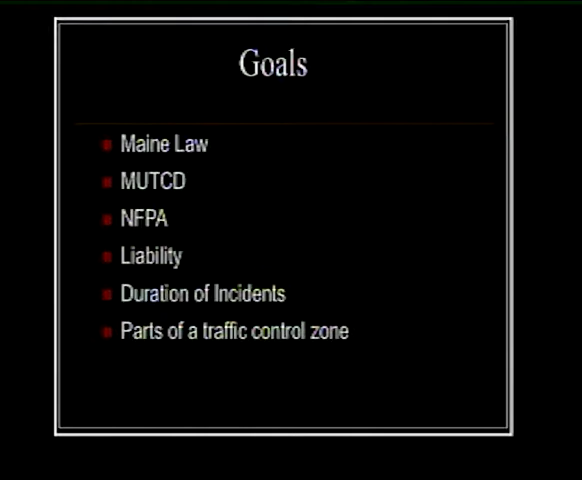 Goals
Maine Law
MUTCD
NFPA
Liability
Duration of Incidents
Parts of a traffic control zone